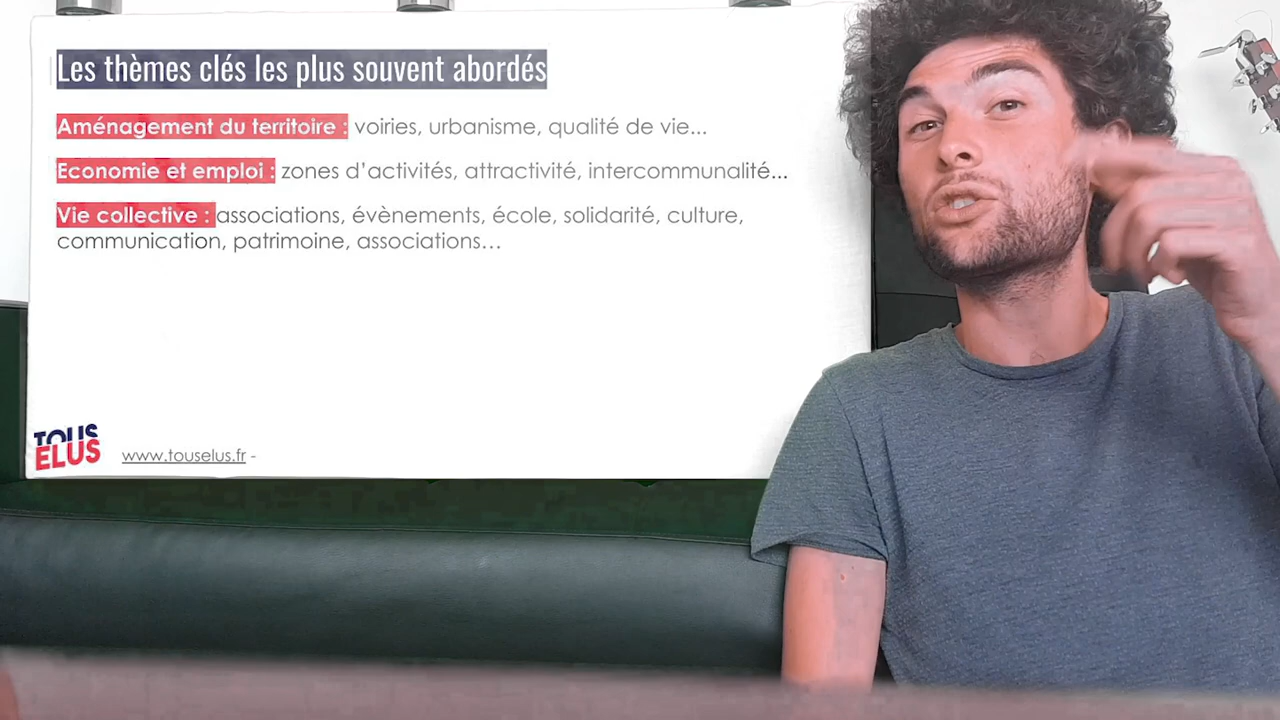 Les thèmes clés les plus souvent abordés
Aménagement du territoire : voiries, urbanisme, qualité de vie...
Economie et emploi : zones d'activités, attractivité, intercommunalité...
Vie collective : associations, évènements, école, solidarité, culture,
communication, patrimoine, associations…
TOUS
ELUS
www.touselus.fr -